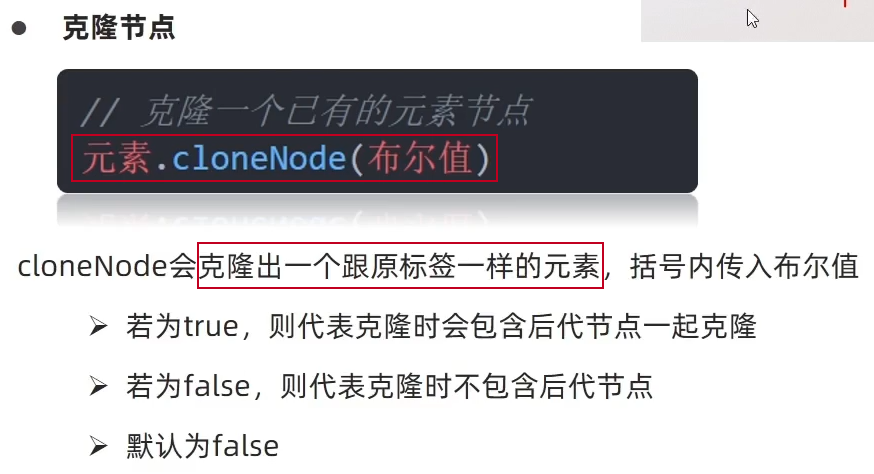 ● 克隆节点
// 克隆一个已有的元素节点
元素.cloneNode(布尔值)
cloneNode会克隆出一个跟原标签一样的元素，括号内传入布尔值
➢ 若为true，则代表克隆时会包含后代节点一起克隆
➢ 若为false，则代表克隆时不包含后代节点
➢ 默认为false